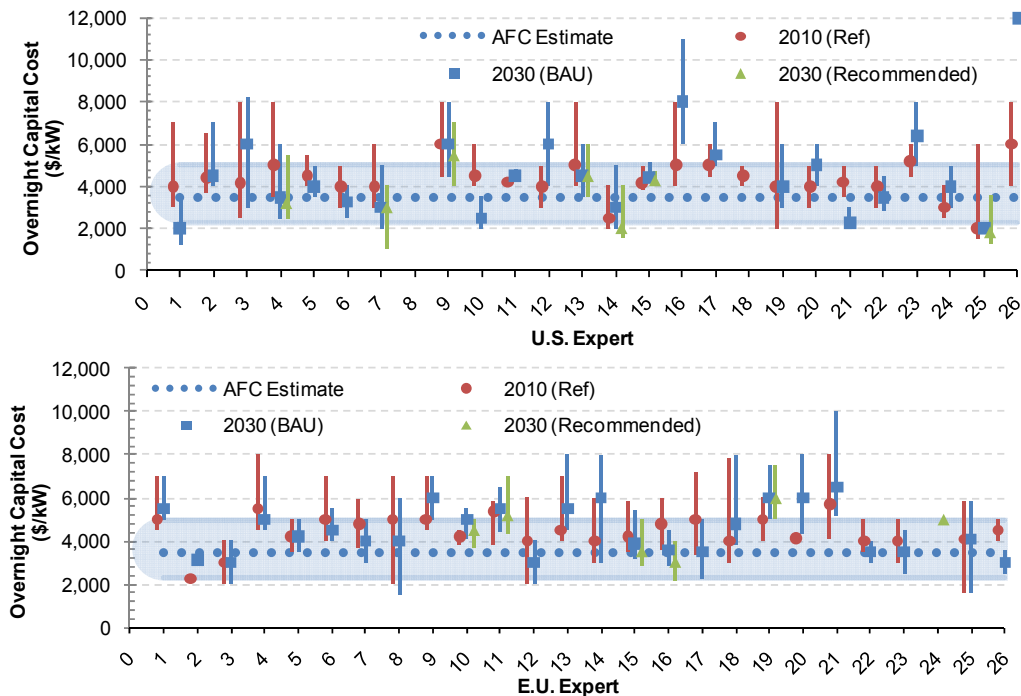 12,000
10,000
8,000
6,000
4,000
2,000
0
Overnight Capital Cost
($/kW)
AFC Estimate
2010 (Ref)
2030 (BAU)
2030 (Recommended)
0 1 2 3 4 5 6 7 8 9 10 11 12 13 14 15 16 17 18 19 20 21 22 23 24 25 26
U.S. Expert
12,000
10,000
8,000
6,000
4,000
2,000
0
Overnight Capital Cost
($/kW)
AFC Estimate
2010 (Ref)
2030 (BAU)
2030 (Recommended)
0 1 2 3 4 5 6 7 8 9 10 11 12 13 14 15 16 17 18 19 20 21 22 23 24 25 26
E.U. Expert